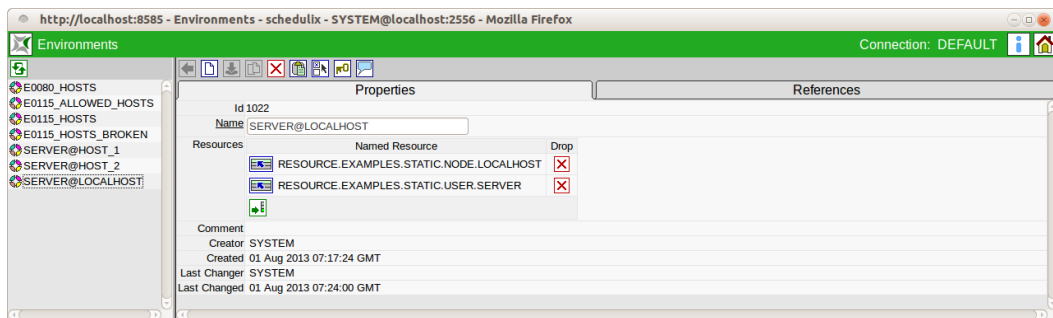 http://localhost:8585 - Environments - schedulix - SYSTEM@localhost:2556 - Mozilla Firefox
Environments
Connection: DEFAULT
E0080_HOSTS
E0115_ALLOWED_HOSTS
E0115_HOSTS
E0115_HOSTS_BROKEN
SERVER@HOST_1
SERVER@HOST_2
SERVER@LOCALHOST
Properties
References
Id 1022
Name SERVER@LOCALHOST
Resources Named Resource Drop
RESOURCE.EXAMPLES.STATIC.NODE.LOCALHOST
RESOURCE.EXAMPLES.STATIC.USER.SERVER
Comment
Creator SYSTEM
Created 01 Aug 2013 07:17:24 GMT
Last Changer SYSTEM
Last Changed 01 Aug 2013 07:24:00 GMT